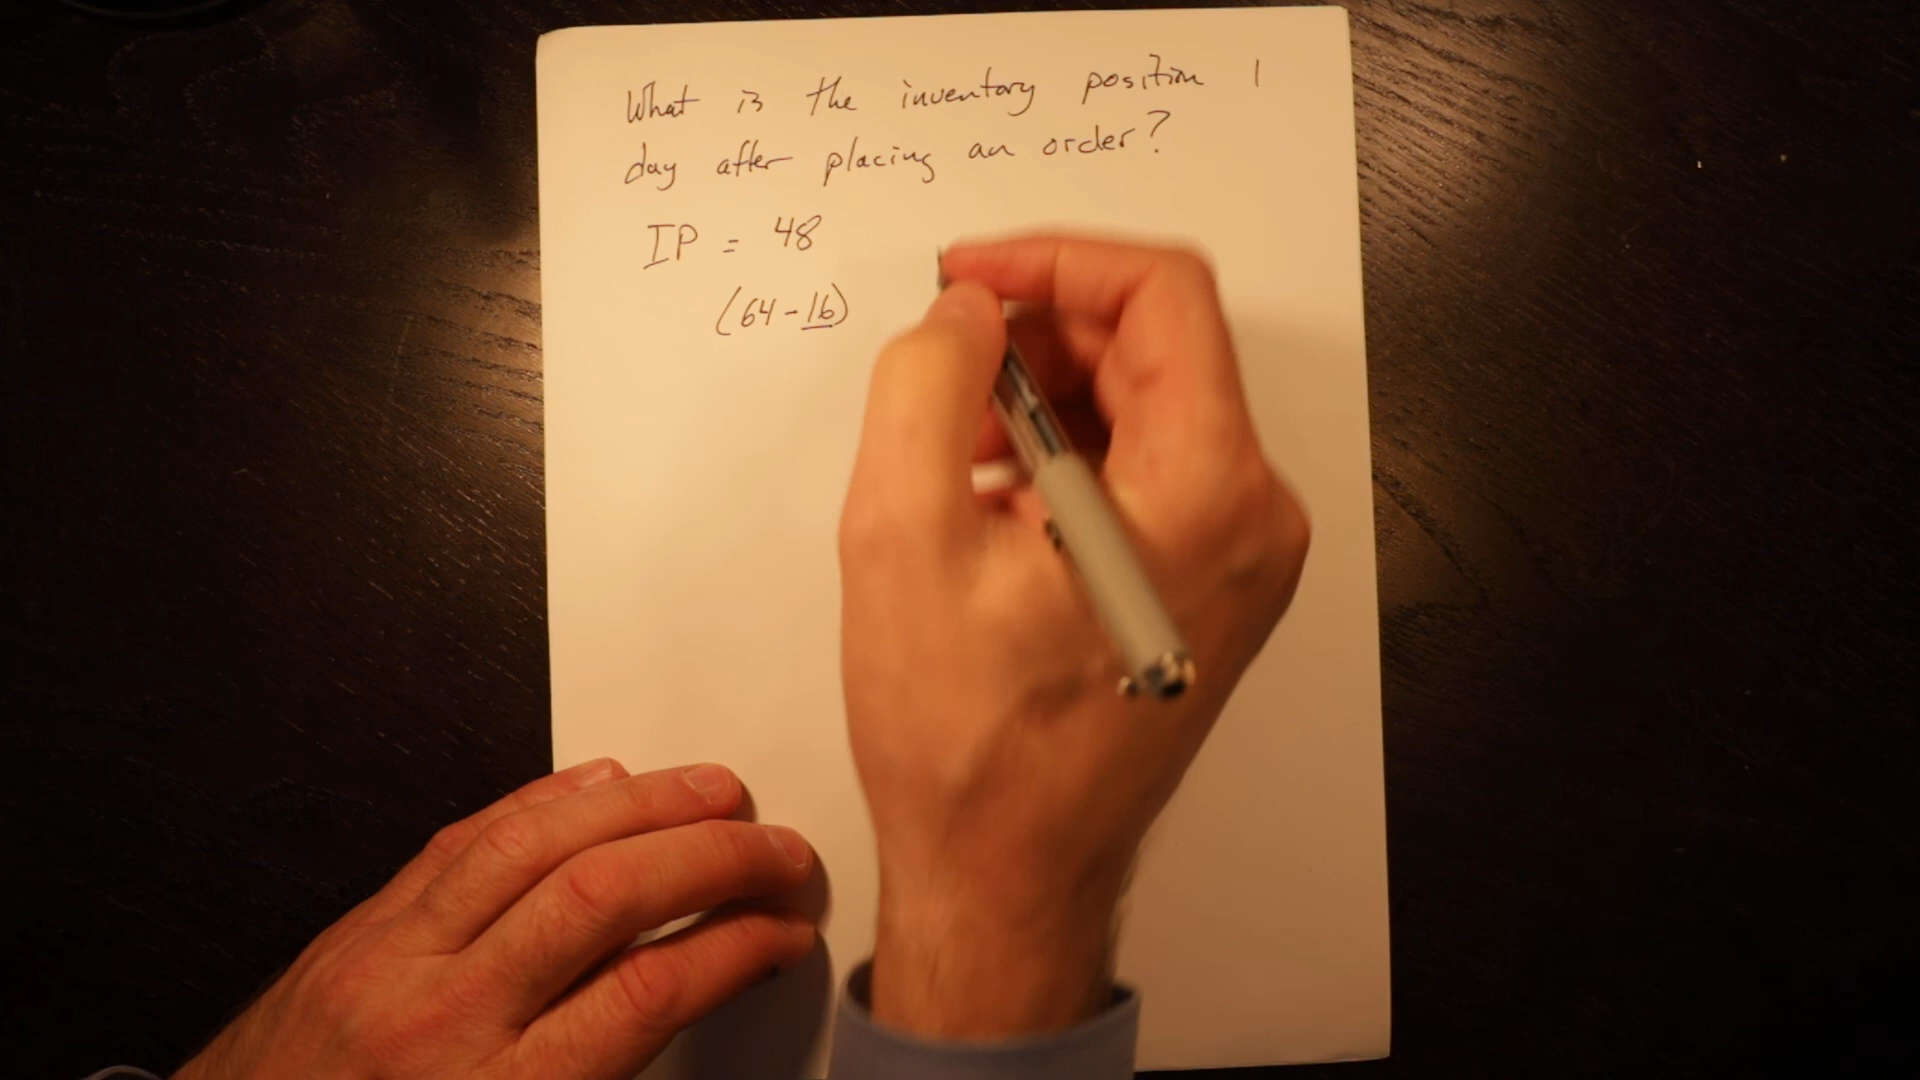 What is the inventory position 1
day after placing an order?
IP = 48
(64-16)